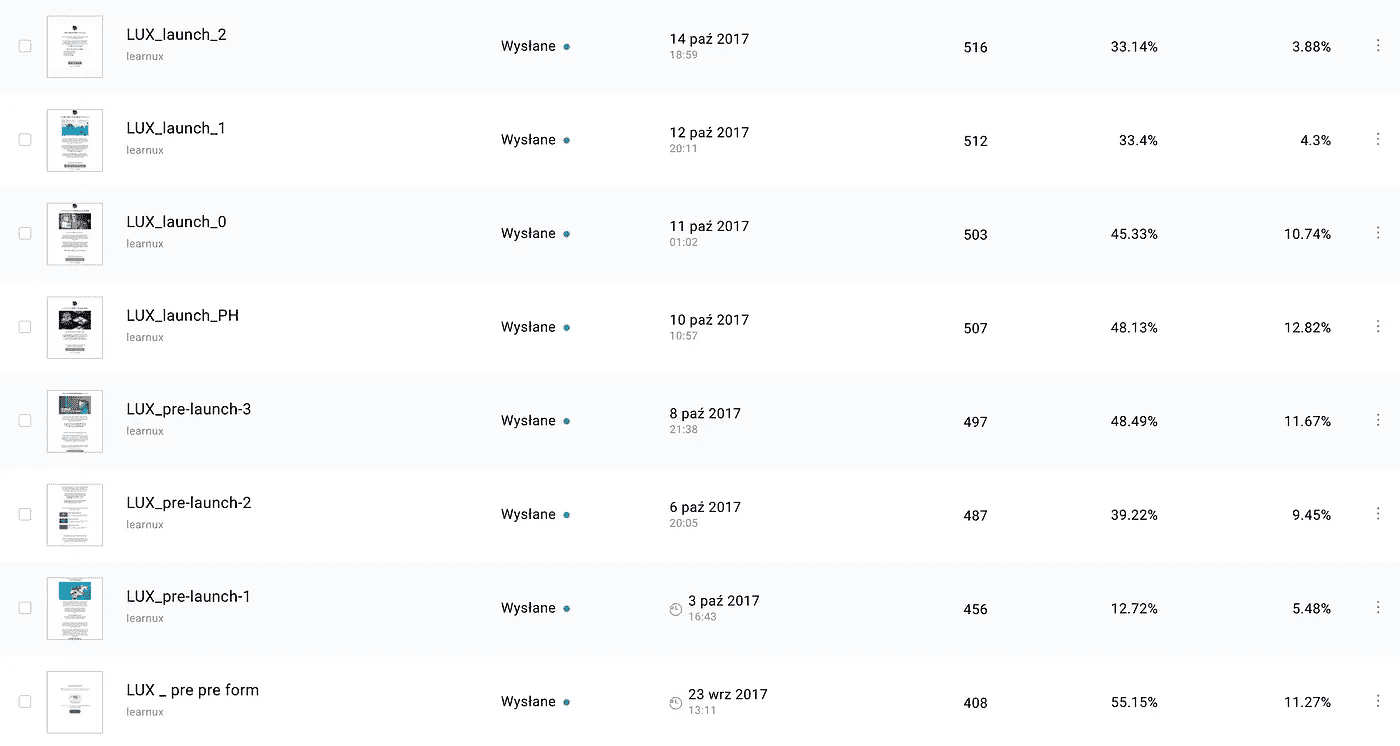 LUX_launch_2
learnux
Wysłane
14 paź 2017
18:59
516
33.14%
3.88%
LUX_launch_1
learnux
Wysłane
12 paź 2017
20:11
512
33.4%
4.3%
LUX_launch_0
learnux
Wysłane
11 paź 2017
01:02
503
45.33%
10.74%
LUX_launch_PH
learnux
Wysłane
10 paź 2017
10:57
507
48.13%
12.82%
LUX_pre-launch-3
learnux
Wysłane
8 paź 2017
21:38
497
48.49%
11.67%
LUX_pre-launch-2
learnux
Wysłane
6 paź 2017
20:05
487
39.22%
9.45%
LUX_pre-launch-1
learnux
Wysłane
3 paź 2017
16:43
456
12.72%
5.48%
LUX _ pre pre form
learnux
Wysłane
23 wrz 2017
13:11
408
55.15%
11.27%